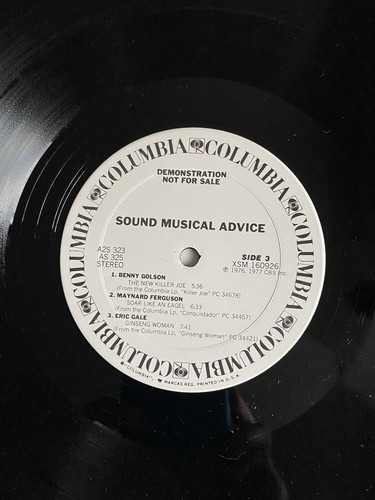 COLUMBIA COLUMBIA COLUMBIA COLUMBIA COLUMBIA COLUMBIA
DEMONSTRATION
NOT FOR SALE
SOUND MUSICAL ADVICE
A2S 323
AS 325
STEREO
SIDE 3
XSM 160926
℗ 1976, 1977 CBS Inc.
1. BENNY GOLSON
THE NEW KILLER JOE 5:36
(From the Columbia Lp, "Killer Joe" PC 34678)
2. MAYNARD FERGUSON
SOAR LIKE AN EAGEL 6:33
(From the Columbia Lp, "Conquistador" PC 34457)
3. ERIC GALE
GINSENG WOMAN 7:41
(From the Columbia Lp, "Ginseng Woman" PC 34421)
® "COLUMBIA", MARCAS REG. PRINTED IN U.S.A.